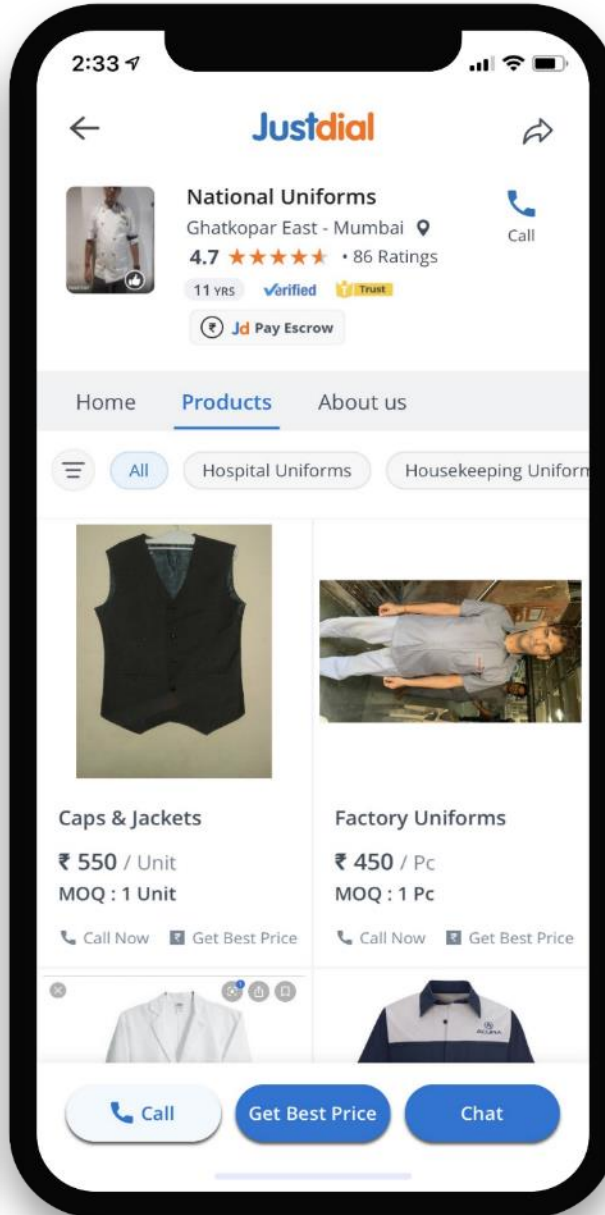 2:33
Justdial
National Uniforms
Ghatkopar East - Mumbai
Call
4.7 ★★★★★ • 86 Ratings
11 YRS Verified Trust
₹ Jd Pay Escrow
Home Products About us
All Hospital Uniforms Housekeeping Uniform
Caps & Jackets Factory Uniforms
₹ 550 / Unit ₹ 450 / Pc
MOQ : 1 Unit MOQ : 1 Pc
Call Now ₹ Get Best Price Call Now ₹ Get Best Price
ACURA
Call Get Best Price Chat